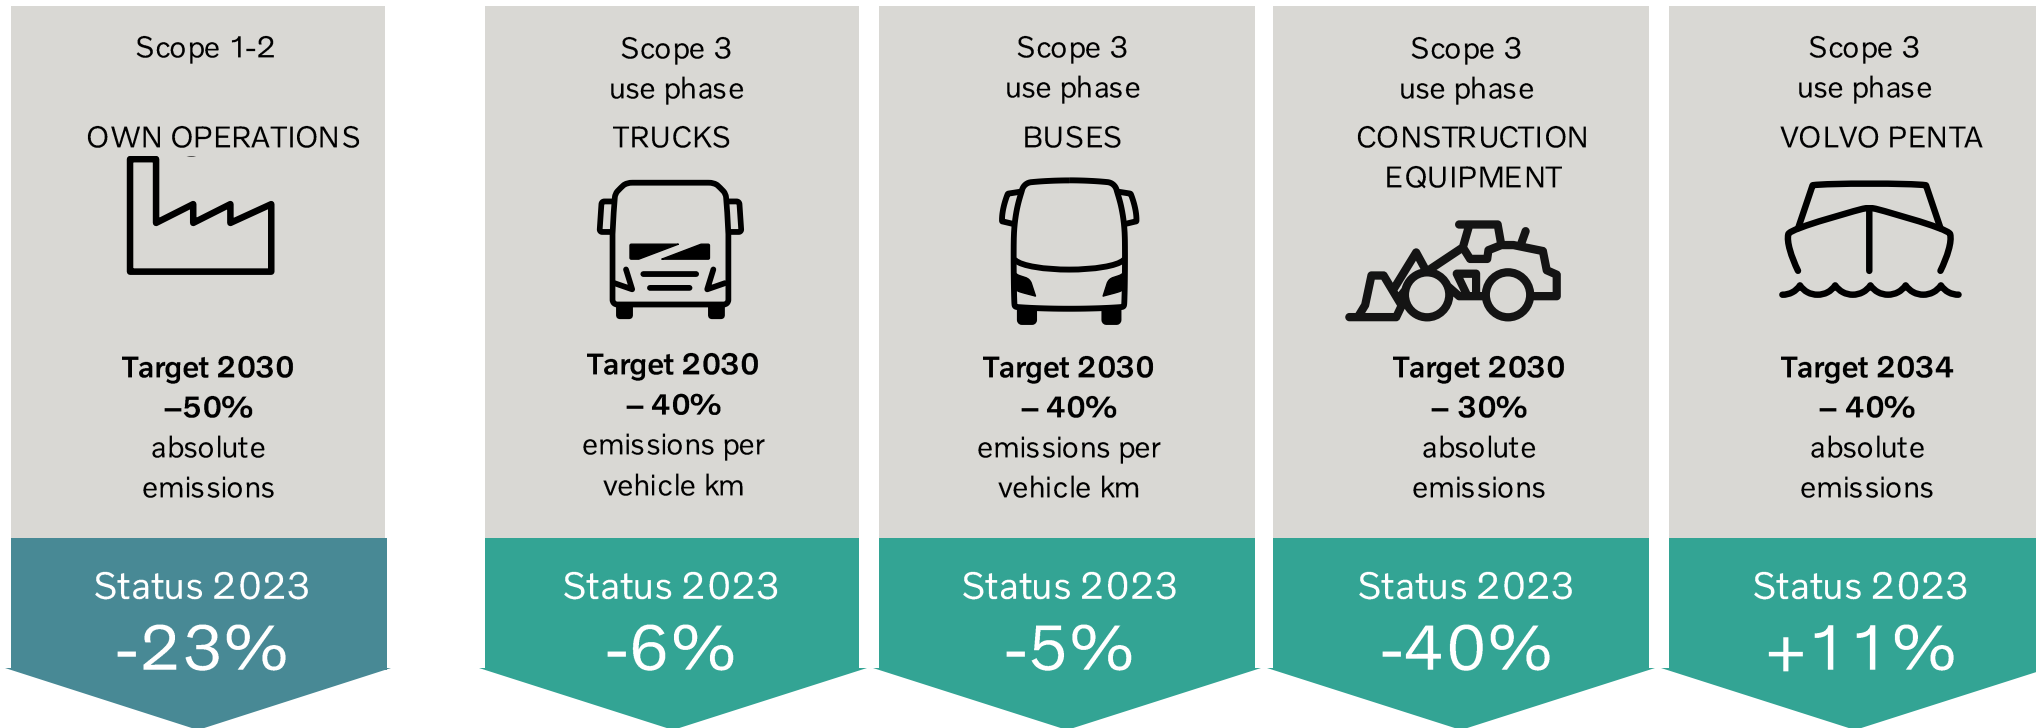 Scope 1-2
OWN OPERATIONS
Target 2030
–50%
absolute
emissions
Status 2023
-23%
Scope 3
use phase
TRUCKS
Target 2030
– 40%
emissions per
vehicle km
Status 2023
-6%
Scope 3
use phase
BUSES
Target 2030
– 40%
emissions per
vehicle km
Status 2023
-5%
Scope 3
use phase
CONSTRUCTION
EQUIPMENT
Target 2030
– 30%
absolute
emissions
Status 2023
-40%
Scope 3
use phase
VOLVO PENTA
Target 2034
– 40%
absolute
emissions
Status 2023
+11%